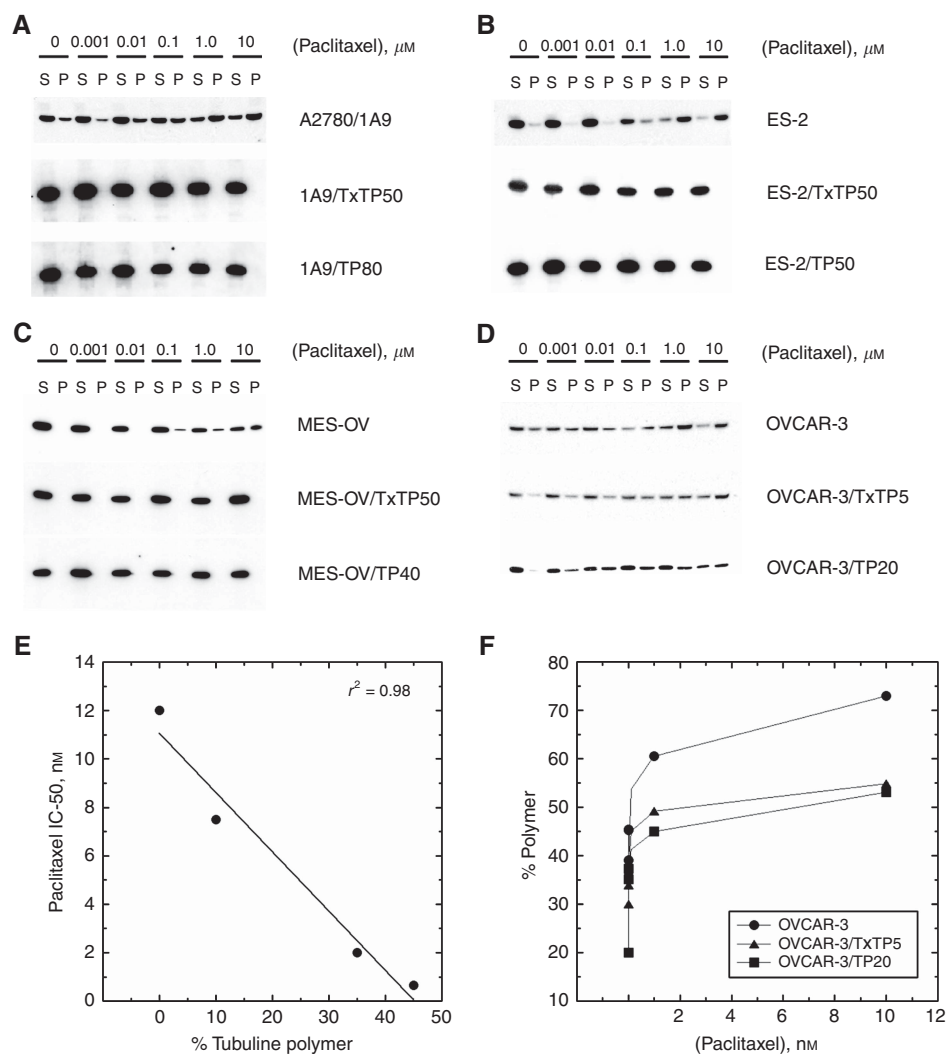 A
0 0.001 0.01 0.1 1.0 10 (Paclitaxel), μM
S P S P S P S P S P S P
A2780/1A9
1A9/TxTP50
1A9/TP80
B
0 0.001 0.01 0.1 1.0 10 (Paclitaxel), μM
S P S P S P S P S P S P
ES-2
ES-2/TxTP50
ES-2/TP50
C
0 0.001 0.01 0.1 1.0 10 (Paclitaxel), μM
S P S P S P S P S P S P
MES-OV
MES-OV/TxTP50
MES-OV/TP40
D
0 0.001 0.01 0.1 1.0 10 (Paclitaxel), μM
S P S P S P S P S P S P
OVCAR-3
OVCAR-3/TxTP5
OVCAR-3/TP20
E
14
12
10
8
6
4
2
0
Paclitaxel IC-50, nM
r² = 0.98
0 10 20 30 40 50
% Tubuline polymer
F
80
70
60
50
40
30
20
10
% Polymer
OVCAR-3
OVCAR-3/TxTP5
OVCAR-3/TP20
0 2 4 6 8 10 12
(Paclitaxel), nM